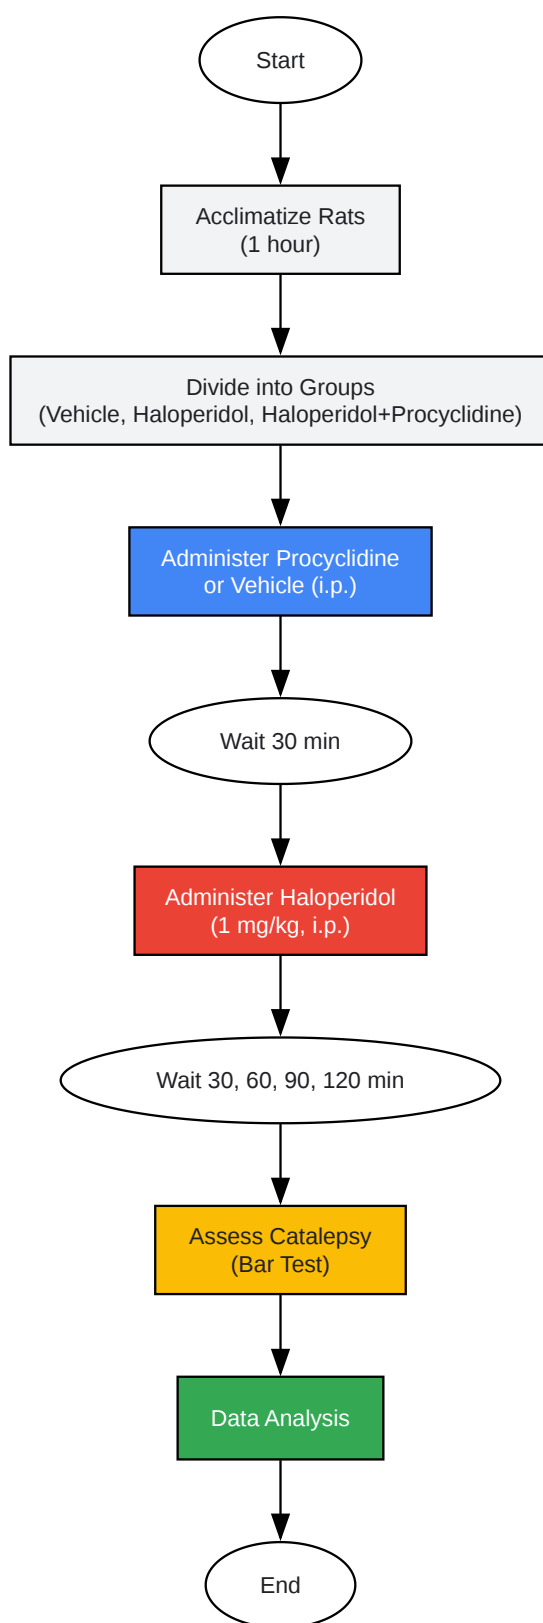 Start
Acclimatize Rats
(1 hour)
Divide into Groups
(Vehicle, Haloperidol, Haloperidol+Procyclidine)
Administer Procyclidine
or Vehicle (i.p.)
Wait 30 min
Administer Haloperidol
(1 mg/kg, i.p.)
Wait 30, 60, 90, 120 min
Assess Catalepsy
(Bar Test)
Data Analysis
End